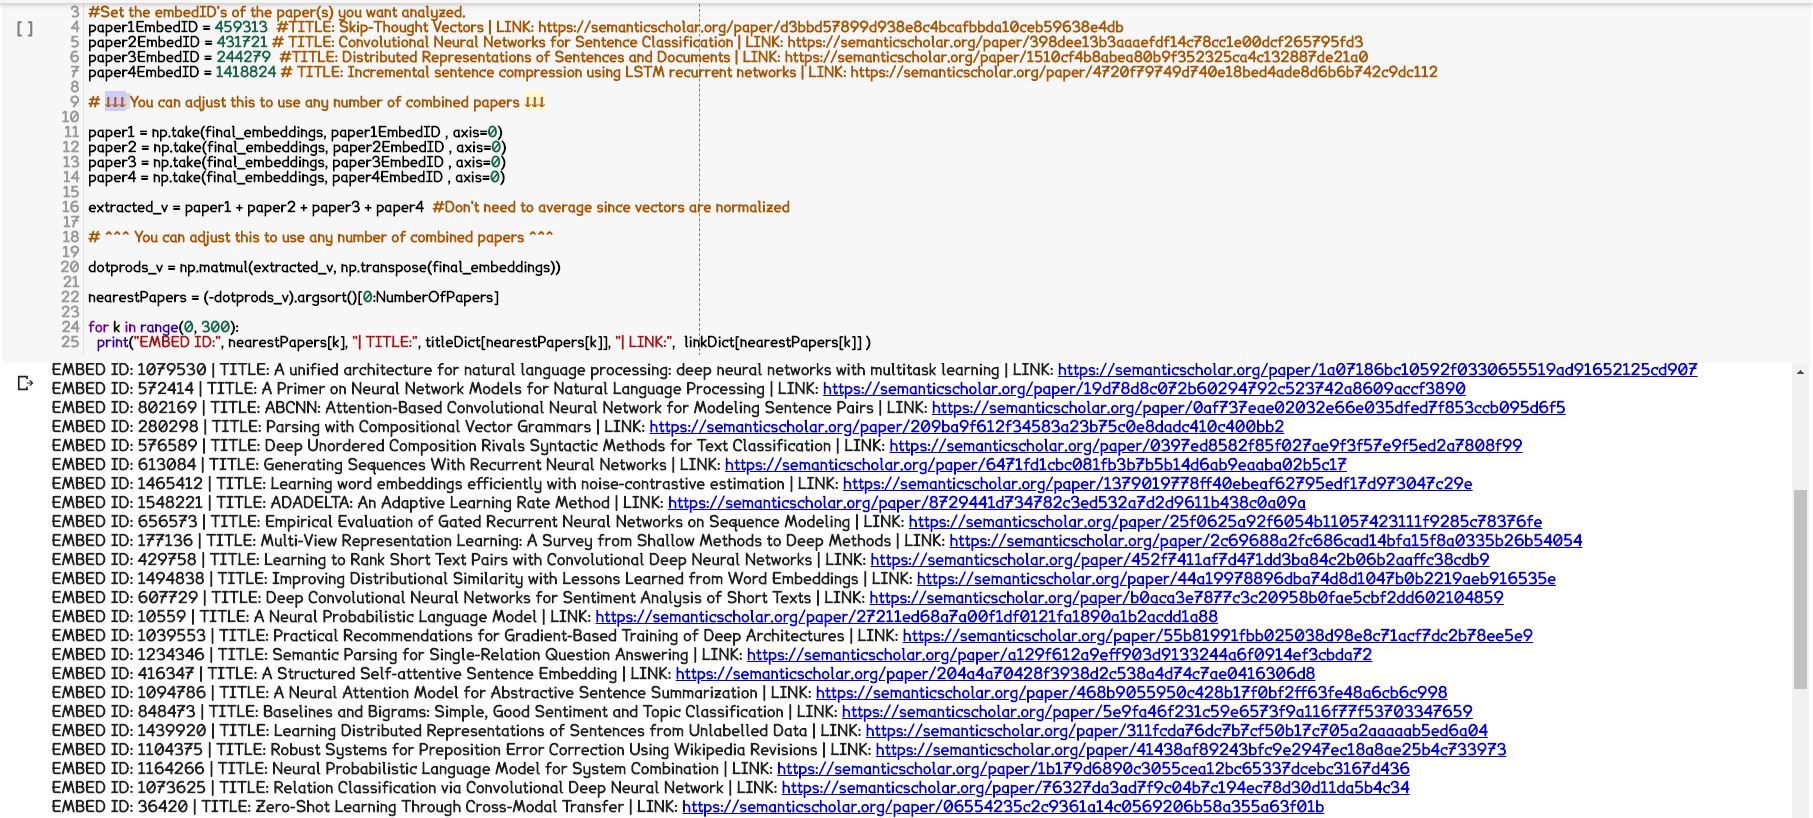 3 #Set the embedID's of the paper(s) you want analyzed.
[ ] 4 paper1EmbedID = 459313 #TITLE: Skip-Thought Vectors | LINK: https://semanticscholar.org/paper/d3bbd57899d938e8c4bcafbbda10ceb59638e4db
5 paper2EmbedID = 431721 # TITLE: Convolutional Neural Networks for Sentence Classification | LINK: https://semanticscholar.org/paper/398dee13b3aaaefdf14c78cc1e00dcf265795fd3
6 paper3EmbedID = 244279 #TITLE: Distributed Representations of Sentences and Documents | LINK: https://semanticscholar.org/paper/1510cf4b8abea80b9f352325ca4c132887de21a0
7 paper4EmbedID = 1418824 # TITLE: Incremental sentence compression using LSTM recurrent networks | LINK: https://semanticscholar.org/paper/4720f79749d740e18bed4ade8d6b6b742c9dc112
8
9 # ↓↓↓ You can adjust this to use any number of combined papers ↓↓↓
10
11 paper1 = np.take(final_embeddings, paper1EmbedID , axis=0)
12 paper2 = np.take(final_embeddings, paper2EmbedID , axis=0)
13 paper3 = np.take(final_embeddings, paper3EmbedID , axis=0)
14 paper4 = np.take(final_embeddings, paper4EmbedID , axis=0)
15
16 extracted_v = paper1 + paper2 + paper3 + paper4 #Don't need to average since vectors are normalized
17
18 # ^^^ You can adjust this to use any number of combined papers ^^^
19
20 dotprods_v = np.matmul(extracted_v, np.transpose(final_embeddings))
21
22 nearestPapers = (-dotprods_v).argsort()[0:NumberOfPapers]
23
24 for k in range(0, 300):
25 print("EMBED ID:", nearestPapers[k], "| TITLE:", titleDict[nearestPapers[k]], "| LINK:", linkDict[nearestPapers[k]] )
EMBED ID: 1079530 | TITLE: A unified architecture for natural language processing: deep neural networks with multitask learning | LINK: https://semanticscholar.org/paper/1a07186bc10592f0330655519ad91652125cd907
EMBED ID: 572414 | TITLE: A Primer on Neural Network Models for Natural Language Processing | LINK: https://semanticscholar.org/paper/19d78d8c072b60294792c523742a8609accf3890
EMBED ID: 802169 | TITLE: ABCNN: Attention-Based Convolutional Neural Network for Modeling Sentence Pairs | LINK: https://semanticscholar.org/paper/0af737eae02032e66e035dfed7f853ccb095d6f5
EMBED ID: 280298 | TITLE: Parsing with Compositional Vector Grammars | LINK: https://semanticscholar.org/paper/209ba9f612f34583a23b75c0e8dadc410c400bb2
EMBED ID: 576589 | TITLE: Deep Unordered Composition Rivals Syntactic Methods for Text Classification | LINK: https://semanticscholar.org/paper/0397ed8582f85f027ae9f3f57e9f5ed2a7808f99
EMBED ID: 613084 | TITLE: Generating Sequences With Recurrent Neural Networks | LINK: https://semanticscholar.org/paper/6471fd1cbc081fb3b7b5b14d6ab9eaaba02b5c17
EMBED ID: 1465412 | TITLE: Learning word embeddings efficiently with noise-contrastive estimation | LINK: https://semanticscholar.org/paper/1379019778ff40ebeaf62795edf17d973047c29e
EMBED ID: 1548221 | TITLE: ADADELTA: An Adaptive Learning Rate Method | LINK: https://semanticscholar.org/paper/8729441d734782c3ed532a7d2d9611b438c0a09a
EMBED ID: 656573 | TITLE: Empirical Evaluation of Gated Recurrent Neural Networks on Sequence Modeling | LINK: https://semanticscholar.org/paper/25f0625a92f6054b11057423111f9285c78376fe
EMBED ID: 177136 | TITLE: Multi-View Representation Learning: A Survey from Shallow Methods to Deep Methods | LINK: https://semanticscholar.org/paper/2c69688a2fc686cad14bfa15f8a0335b26b54054
EMBED ID: 429758 | TITLE: Learning to Rank Short Text Pairs with Convolutional Deep Neural Networks | LINK: https://semanticscholar.org/paper/452f7411af7d471dd3ba84c2b06b2aaffc38cdb9
EMBED ID: 1494838 | TITLE: Improving Distributional Similarity with Lessons Learned from Word Embeddings | LINK: https://semanticscholar.org/paper/44a19978896dba74d8d1047b0b2219aeb916535e
EMBED ID: 607729 | TITLE: Deep Convolutional Neural Networks for Sentiment Analysis of Short Texts | LINK: https://semanticscholar.org/paper/b0aca3e7877c3c20958b0fae5cbf2dd602104859
EMBED ID: 10559 | TITLE: A Neural Probabilistic Language Model | LINK: https://semanticscholar.org/paper/27211ed68a7a00f1df0121fa1890a1b2acdd1a88
EMBED ID: 1039553 | TITLE: Practical Recommendations for Gradient-Based Training of Deep Architectures | LINK: https://semanticscholar.org/paper/55b81991fbb025038d98e8c71acf7dc2b78ee5e9
EMBED ID: 1234346 | TITLE: Semantic Parsing for Single-Relation Question Answering | LINK: https://semanticscholar.org/paper/a129f612a9eff903d9133244a6f0914ef3cbda72
EMBED ID: 416347 | TITLE: A Structured Self-attentive Sentence Embedding | LINK: https://semanticscholar.org/paper/204a4a70428f3938d2c538a4d74c7ae0416306d8
EMBED ID: 1094786 | TITLE: A Neural Attention Model for Abstractive Sentence Summarization | LINK: https://semanticscholar.org/paper/468b9055950c428b17f0bf2ff63fe48a6cb6c998
EMBED ID: 848473 | TITLE: Baselines and Bigrams: Simple, Good Sentiment and Topic Classification | LINK: https://semanticscholar.org/paper/5e9fa46f231c59e6573f9a116f77f53703347659
EMBED ID: 1439920 | TITLE: Learning Distributed Representations of Sentences from Unlabelled Data | LINK: https://semanticscholar.org/paper/311fcda76dc7b7cf50b17c705a2aaaaab5ed6a04
EMBED ID: 1104375 | TITLE: Robust Systems for Preposition Error Correction Using Wikipedia Revisions | LINK: https://semanticscholar.org/paper/41438af89243bfc9e2947ec18a8ae25b4c733973
EMBED ID: 1164266 | TITLE: Neural Probabilistic Language Model for System Combination | LINK: https://semanticscholar.org/paper/1b179d6890c3055cea12bc65337dcebc3167d436
EMBED ID: 1073625 | TITLE: Relation Classification via Convolutional Deep Neural Network | LINK: https://semanticscholar.org/paper/76327da3ad7f9c04b7c194ec78d30d11da5b4c34
EMBED ID: 36420 | TITLE: Zero-Shot Learning Through Cross-Modal Transfer | LINK: https://semanticscholar.org/paper/06554235c2c9361a14c0569206b58a355a63f01b